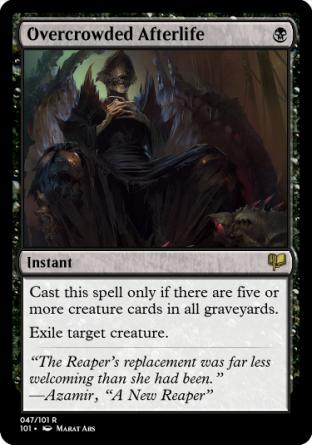 Overcrowded Afterlife
Instant
Cast this spell only if there are five or
more creature cards in all graveyards.
Exile target creature.
“The Reaper’s replacement was far less
welcoming than she had been.”
—Azamir, “A New Reaper”
047/101 R
101 • Marat Ars